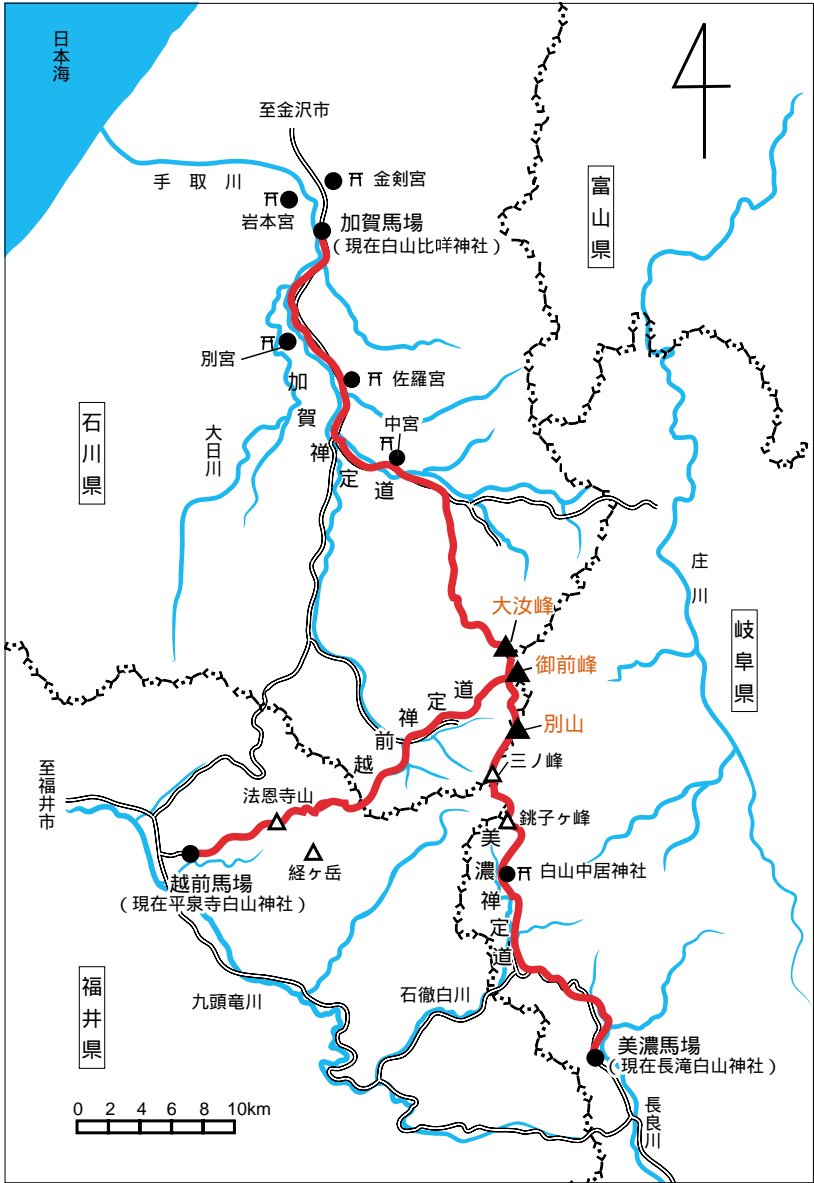 日本海
至金沢市
手取川
金剣宮
岩本宮
加賀馬場
(現在白山比咩神社)
富山県
別宮
佐羅宮
中宮
加賀禅定道
石川県
大日川
庄川
岐阜県
大汝峰
御前峰
別山
越前禅定道
三ノ峰
至福井市
法恩寺山
銚子ヶ峰
経ヶ岳
美濃禅定道
白山中居神社
越前馬場
(現在平泉寺白山神社)
福井県
九頭竜川
石徹白川
美濃馬場
(現在長滝白山神社)
長良川
0 2 4 6 8 10km